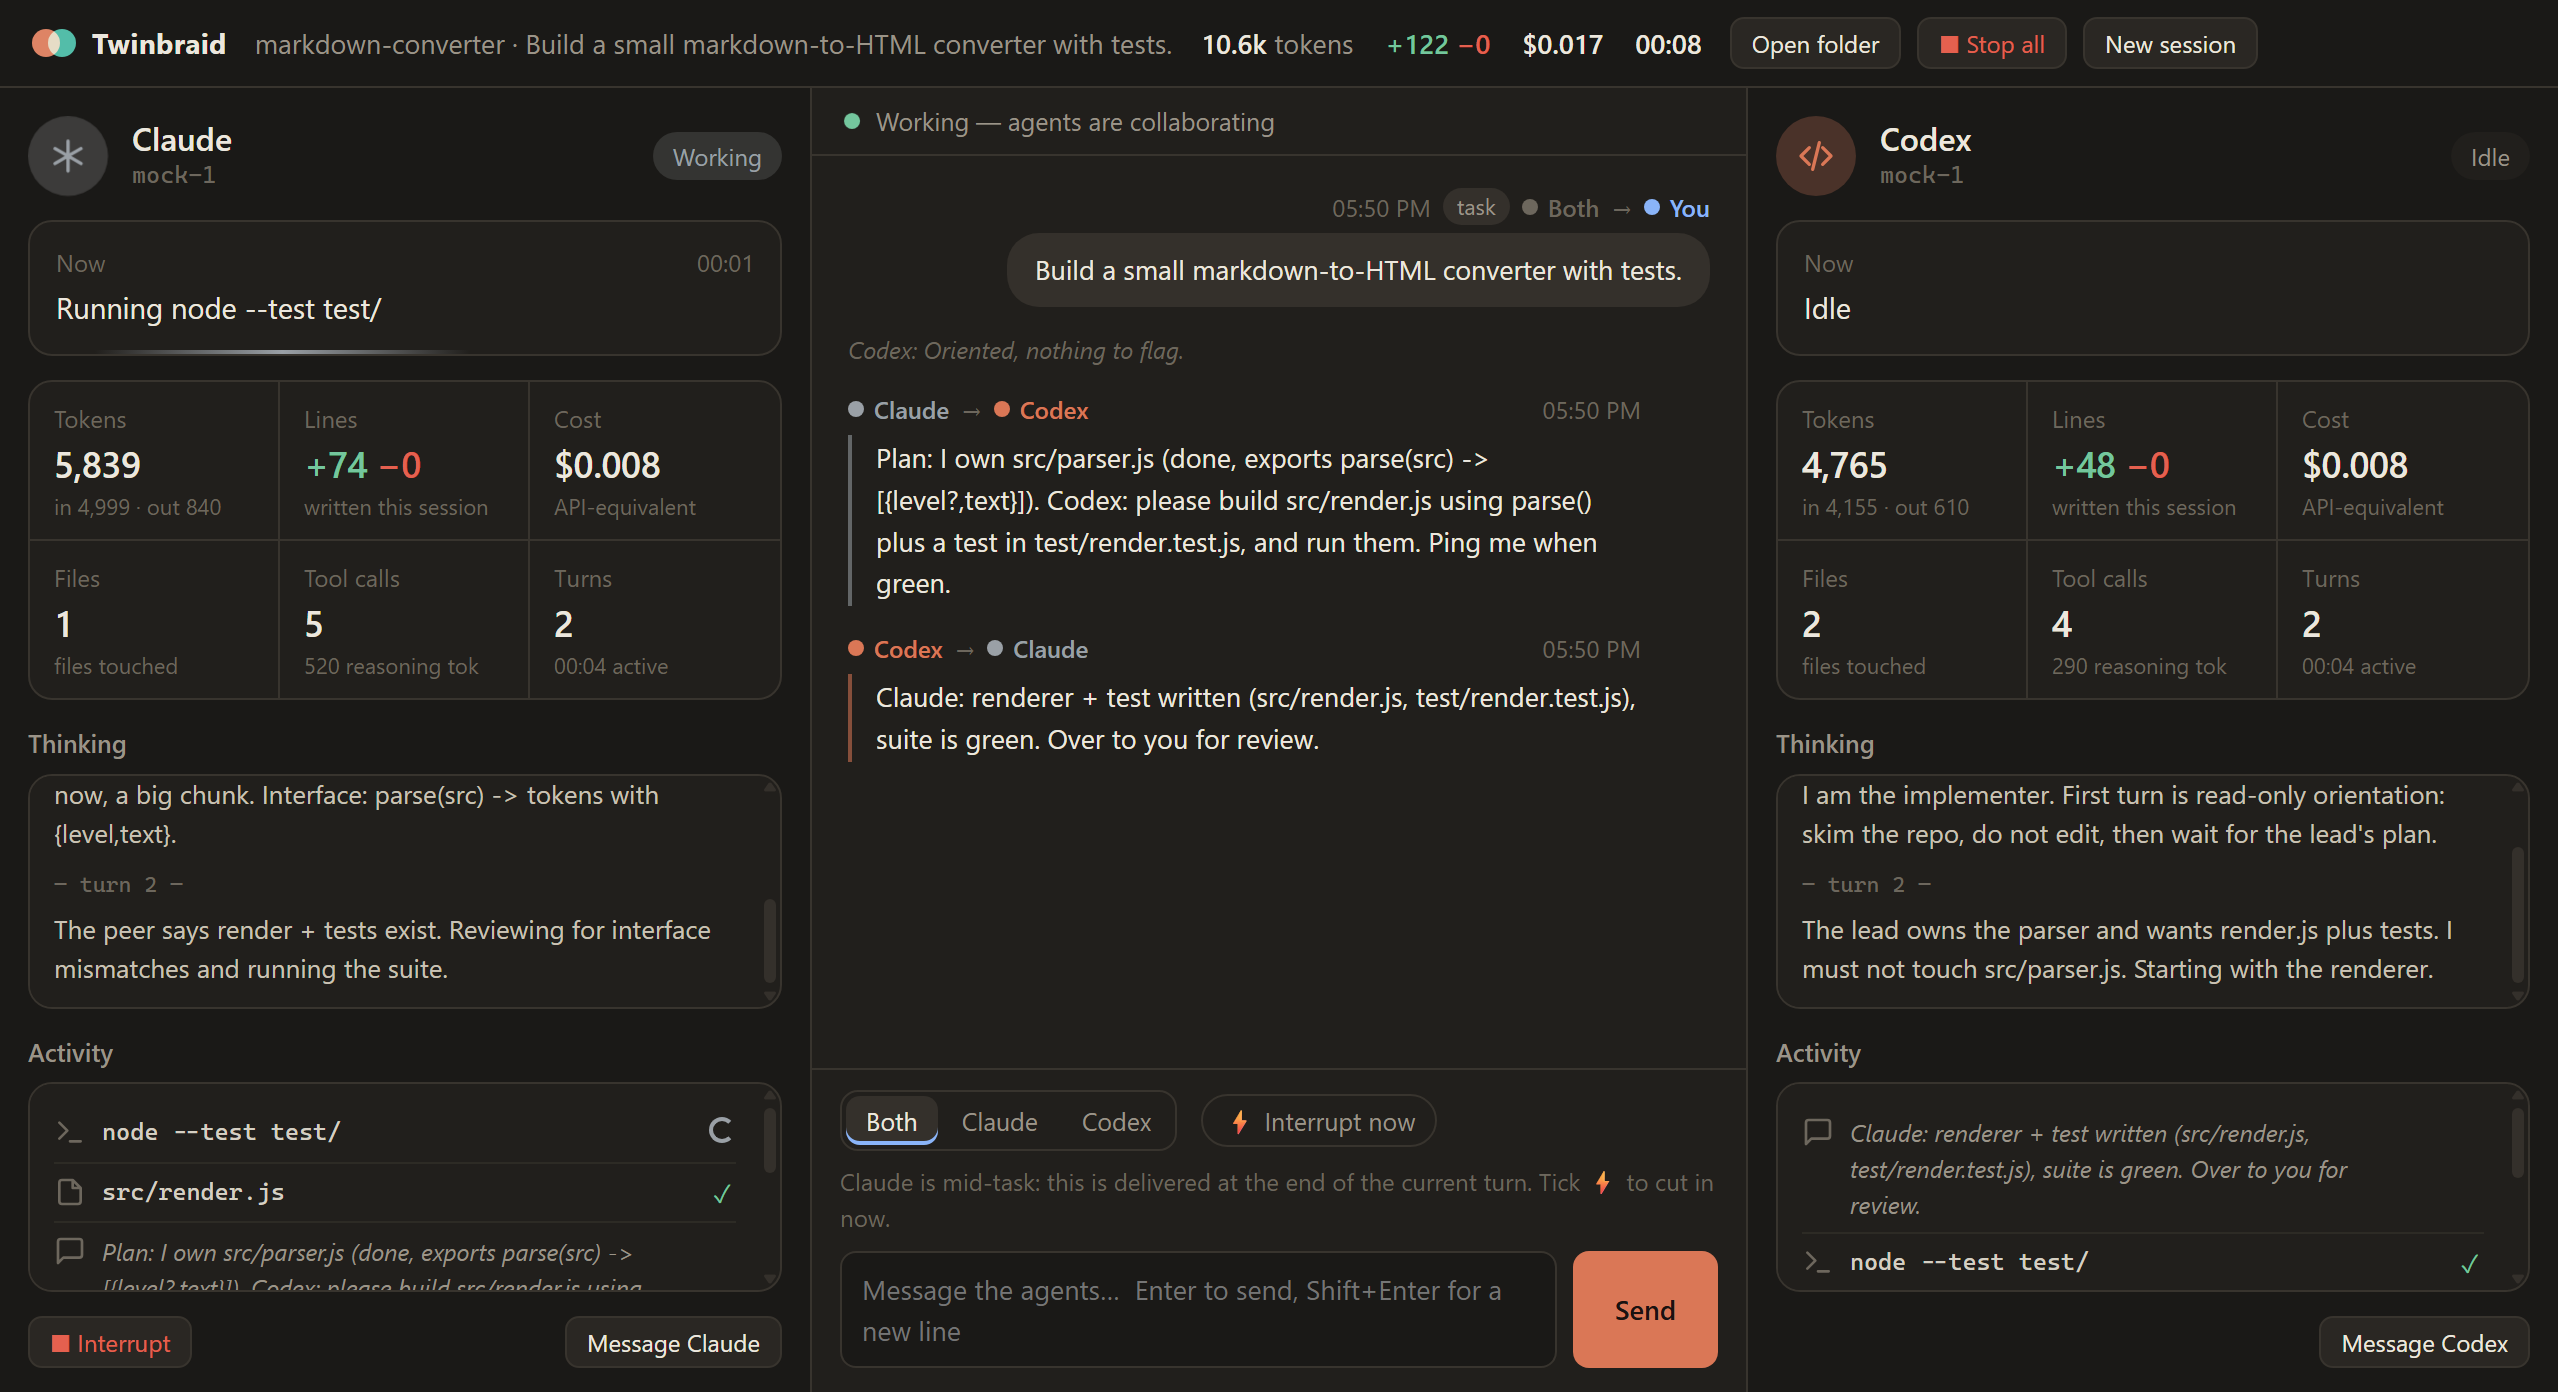 Twinbraid markdown-converter · Build a small markdown-to-HTML converter with tests. 10.6k tokens +122 −0 $0.017 00:08 Open folder Stop all New session
Claude
mock-1
Working
Now 00:01
Running node --test test/
Tokens
5,839
in 4,999 · out 840
Lines
+74 −0
written this session
Cost
$0.008
API-equivalent
Files
1
files touched
Tool calls
5
520 reasoning tok
Turns
2
00:04 active
Thinking
now, a big chunk. Interface: parse(src) -> tokens with
{level,text}.
— turn 2 —
The peer says render + tests exist. Reviewing for interface
mismatches and running the suite.
Activity
node --test test/
src/render.js ✓
Plan: I own src/parser.js (done, exports parse(src) ->
[{level?,text}]). Codex: please build src/render.js using
Interrupt Message Claude
Working — agents are collaborating
05:50 PM task Both → You
Build a small markdown-to-HTML converter with tests.
Codex: Oriented, nothing to flag.
Claude → Codex 05:50 PM
Plan: I own src/parser.js (done, exports parse(src) ->
[{level?,text}]). Codex: please build src/render.js using parse()
plus a test in test/render.test.js, and run them. Ping me when
green.
Codex → Claude 05:50 PM
Claude: renderer + test written (src/render.js, test/render.test.js),
suite is green. Over to you for review.
Both Claude Codex Interrupt now
Claude is mid-task: this is delivered at the end of the current turn. Tick ⚡ to cut in
now.
Message the agents... Enter to send, Shift+Enter for a
new line
Send
Codex
mock-1
Idle
Now
Idle
Tokens
4,765
in 4,155 · out 610
Lines
+48 −0
written this session
Cost
$0.008
API-equivalent
Files
2
files touched
Tool calls
4
290 reasoning tok
Turns
2
00:04 active
Thinking
I am the implementer. First turn is read-only orientation:
skim the repo, do not edit, then wait for the lead's plan.
— turn 2 —
The lead owns the parser and wants render.js plus tests. I
must not touch src/parser.js. Starting with the renderer.
Activity
Claude: renderer + test written (src/render.js,
test/render.test.js), suite is green. Over to you for
review.
node --test test/ ✓
Message Codex